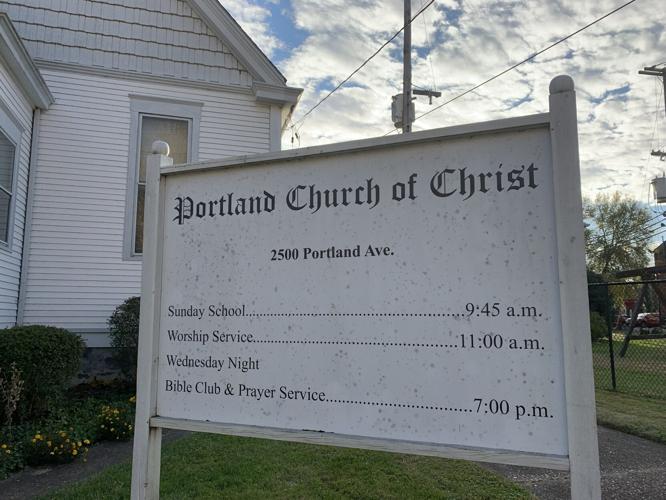 Portland Church of Christ
2500 Portland Ave.
Sunday School................................................9:45 a.m.
Worship Service.............................................11:00 a.m.
Wednesday Night
Bible Club & Prayer Service................................7:00 p.m.